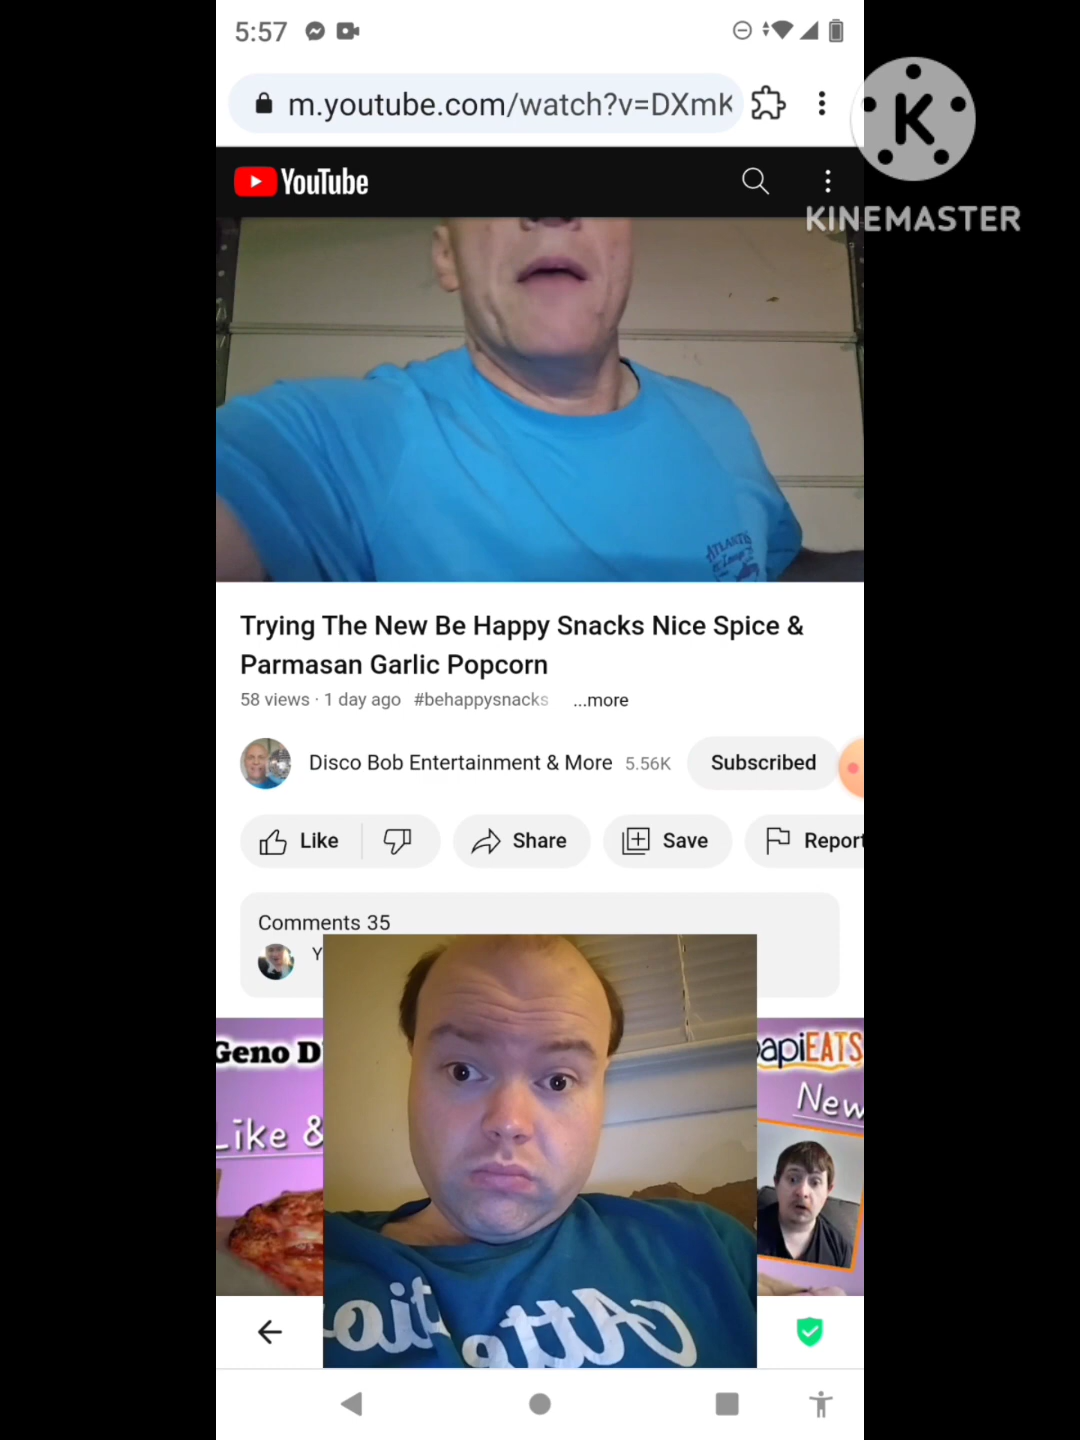 5:57
m.youtube.com/watch?v=DXmK
K
KINEMASTER
YouTube
ATLANTIS
Trying The New Be Happy Snacks Nice Spice &
Parmasan Garlic Popcorn
58 views · 1 day ago #behappysnacks ...more
Disco Bob Entertainment & More 5.56K Subscribed
Like Share Save Report
Comments 35
Y
Geno D
apiEATS
Like &
New